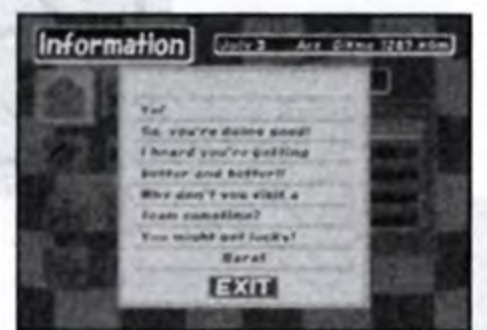 Information
July 3
Yo!
So, you're doing good!
I heard you're getting
better and better!!
Why don't you visit a
team sometime?
You might get lucky!
Barat
EXIT